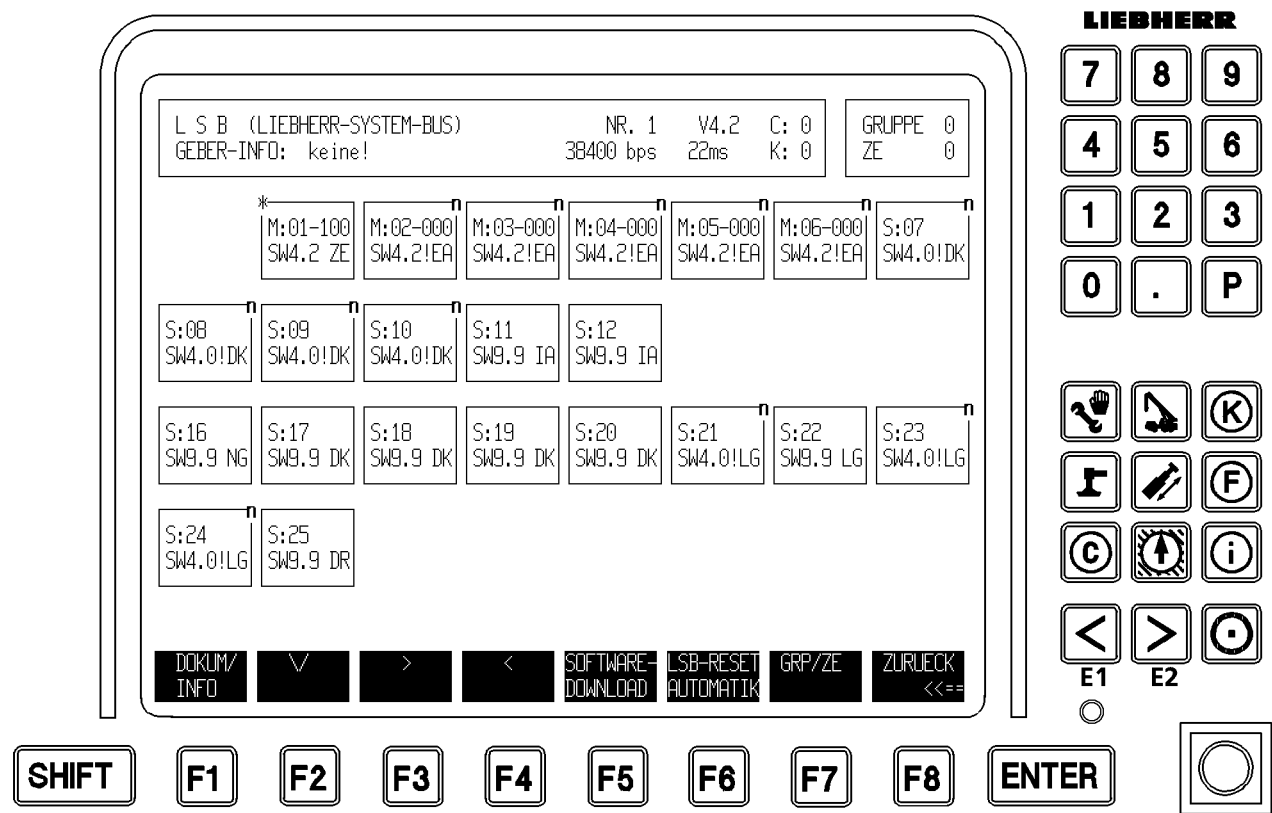 LIEBHERR
L S B (LIEBHERR-SYSTEM-BUS) NR. 1 V4.2 C: 0
GEBER-INFO: keine! 38400 bps 22ms K: 0
GRUPPE 0
ZE 0
* n n n n n n
M:01-100 M:02-000 M:03-000 M:04-000 M:05-000 M:06-000 S:07
SW4.2 ZE SW4.2!EA SW4.2!EA SW4.2!EA SW4.2!EA SW4.2!EA SW4.0!DK
n n n
S:08 S:09 S:10 S:11 S:12
SW4.0!DK SW4.0!DK SW4.0!DK SW9.9 IA SW9.9 IA
n n
S:16 S:17 S:18 S:19 S:20 S:21 S:22 S:23
SW9.9 NG SW9.9 DK SW9.9 DK SW9.9 DK SW9.9 DK SW4.0!LG SW9.9 LG SW4.0!LG
n
S:24 S:25
SW4.0!LG SW9.9 DR
DOKUM/ \/ > < SOFTWARE- LSB-RESET GRP/ZE ZURUECK
INFO DOWNLOAD AUTOMATIK <<==
7 8 9
4 5 6
1 2 3
0 . P
K
F
C i
< >
E1 E2
SHIFT F1 F2 F3 F4 F5 F6 F7 F8 ENTER